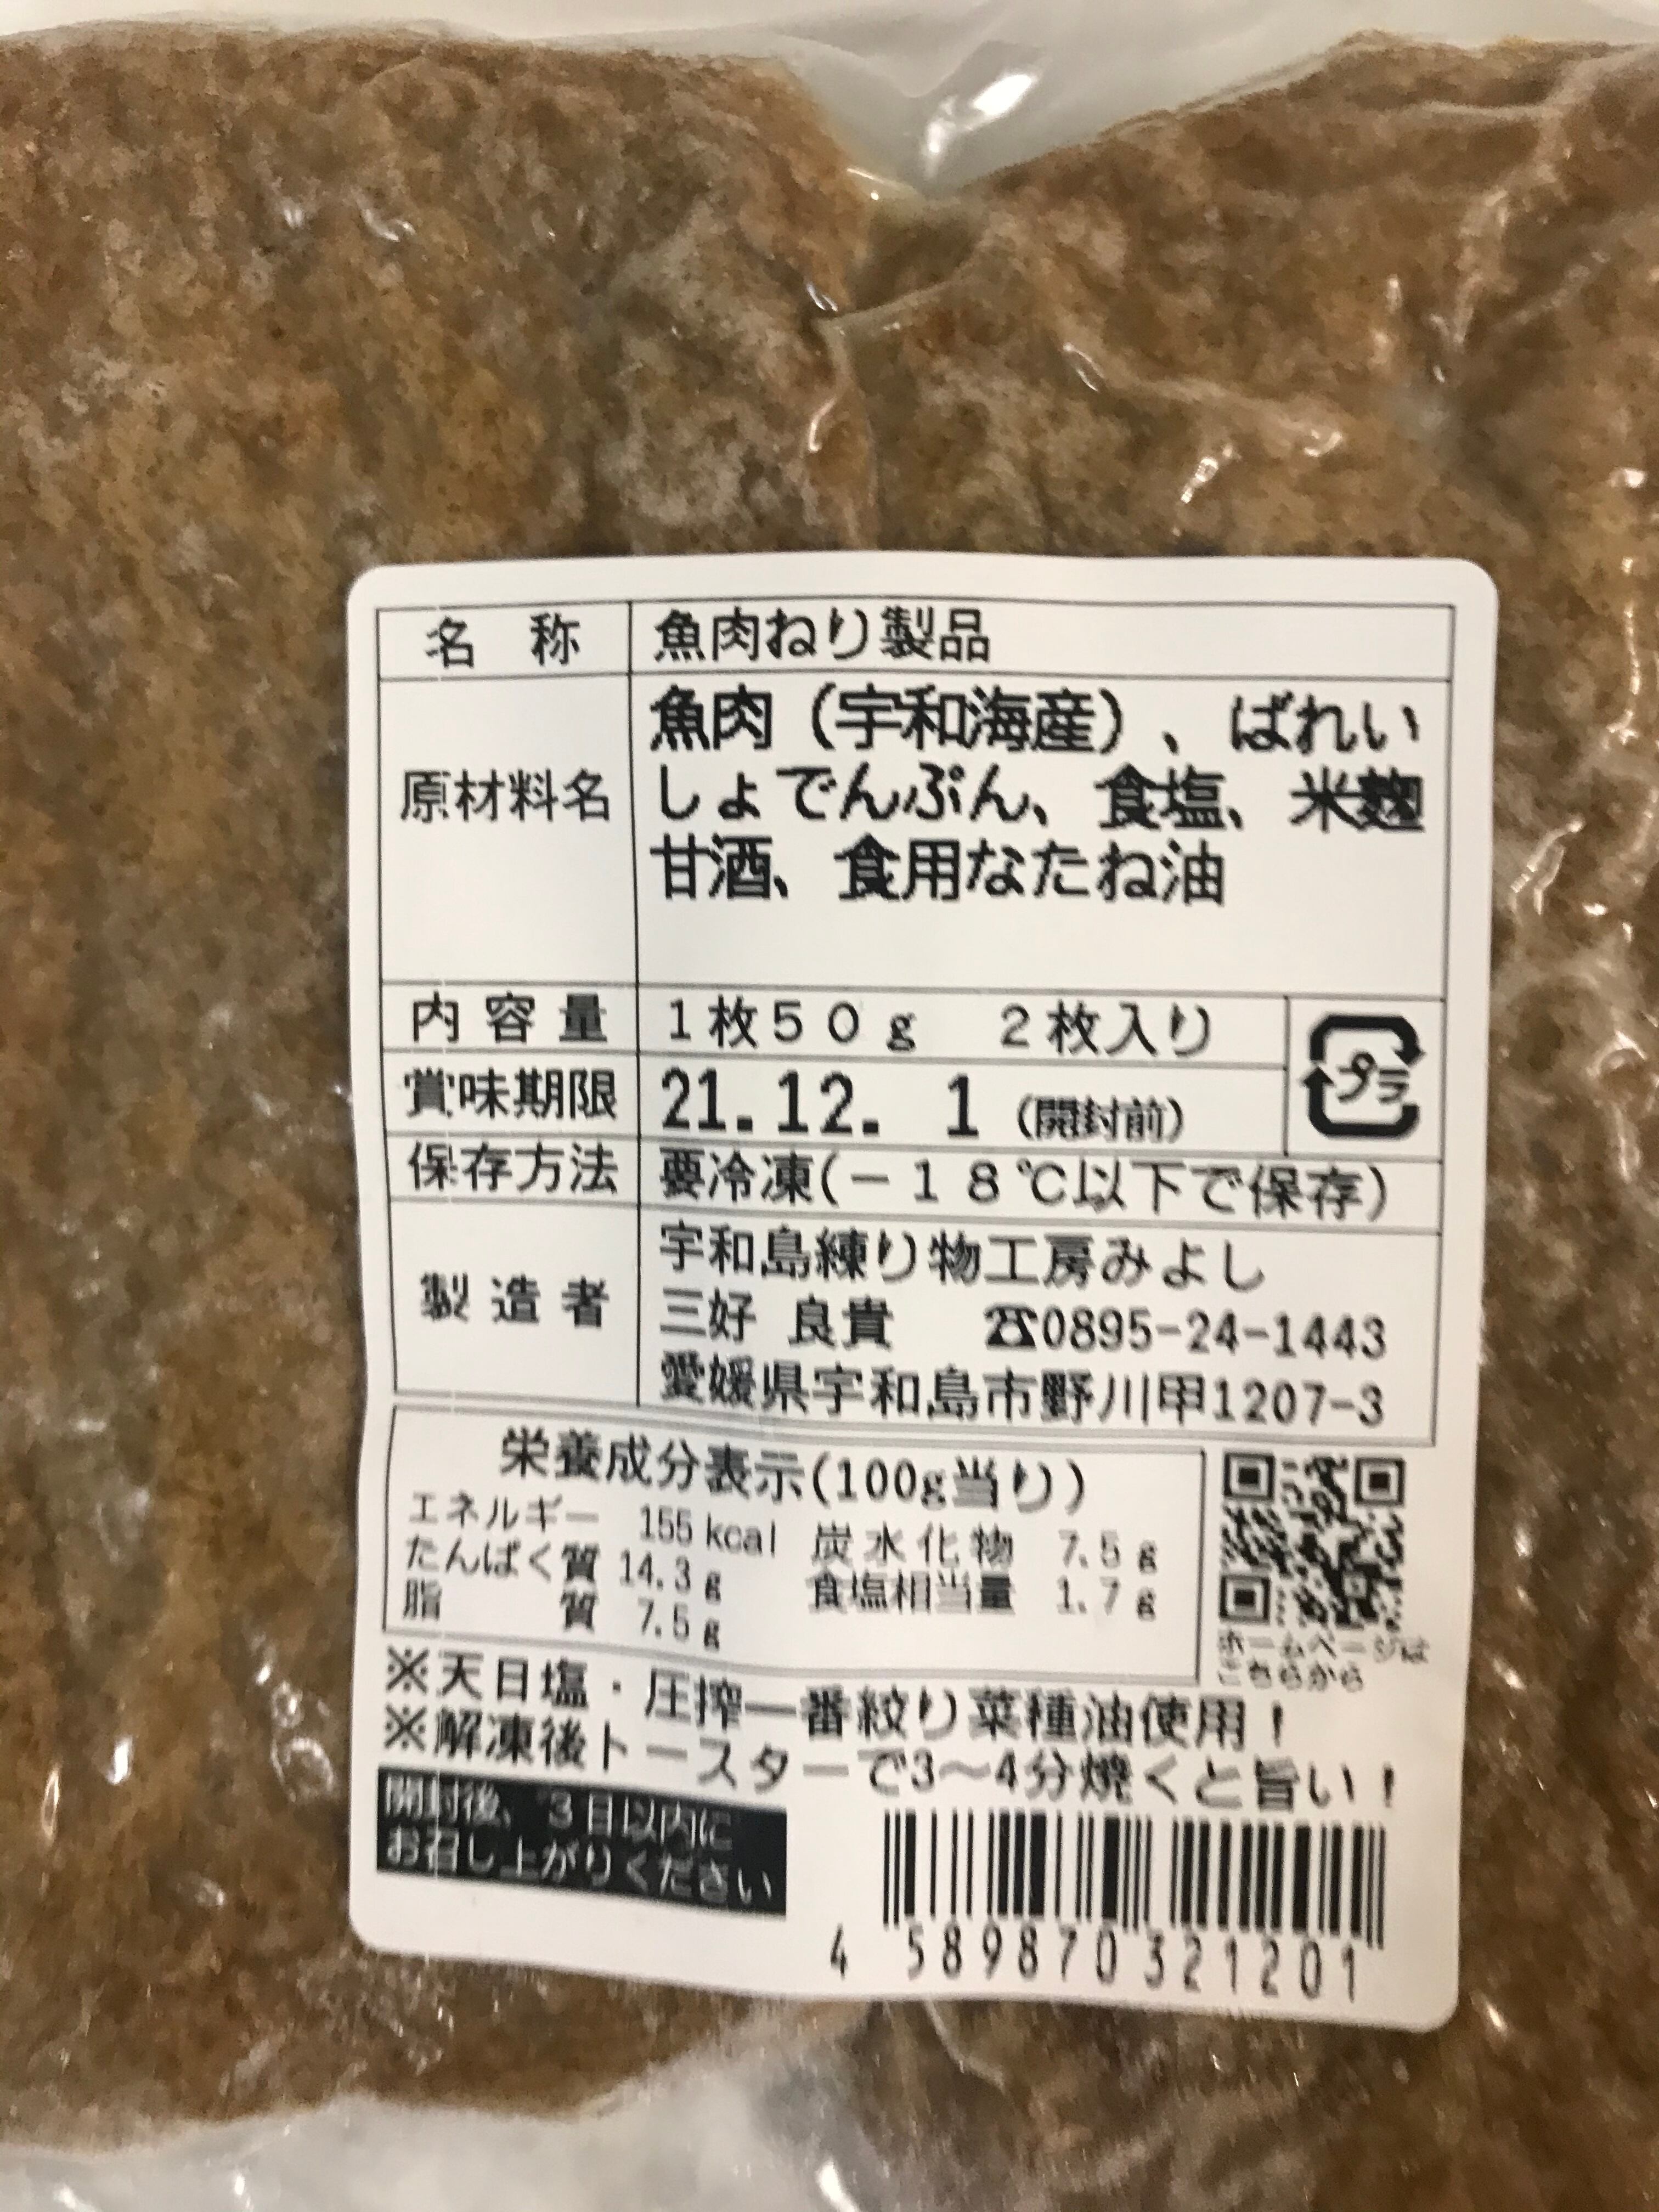 名称 魚肉ねり製品
原材料名 魚肉（宇和海産）、ばれい
しょでんぷん、食塩、米麹
甘酒、食用なたね油
内容量 1枚50g 2枚入り
プラ
賞味期限 21.12. 1 (開封前)
保存方法 要冷凍(－18℃以下で保存)
製造者 宇和島練り物工房みよし
三好 良貴 ☎0895-24-1443
愛媛県宇和島市野川甲1207-3
栄養成分表示(100g当り)
エネルギー 155 kcal 炭水化物 7.5 g
たんぱく質 14.3 g 食塩相当量 1.7 g
脂質 7.5 g
ホームページは
こちらから
※天日塩・圧搾一番絞り菜種油使用！
※解凍後トースターで3～4分焼くと旨い！
開封後、3日以内に
お召し上がりください
4 589870 321201